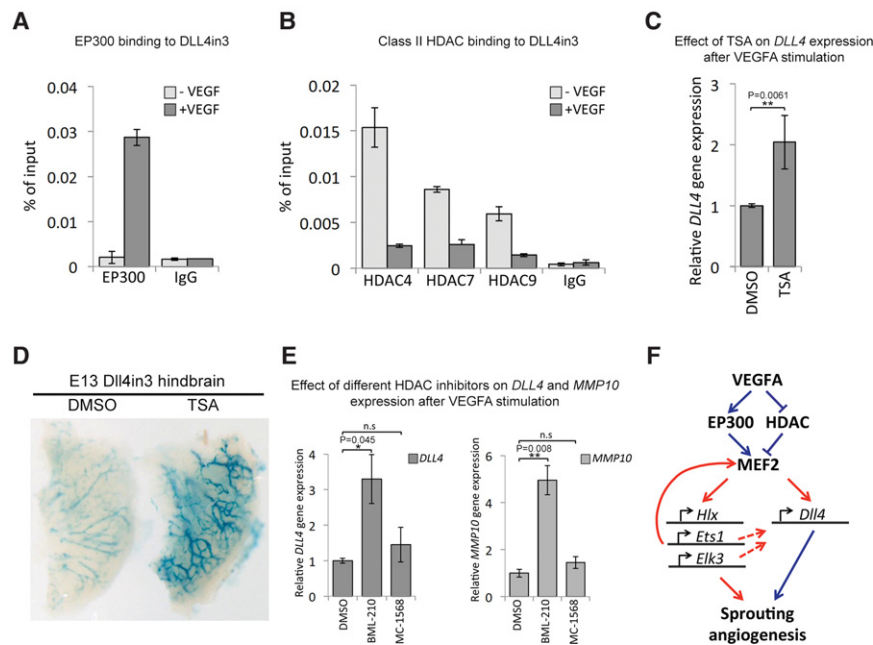 A
EP300 binding to DLL4in3
- VEGF
+VEGF
% of input
0.04
0.03
0.02
0.01
0
EP300
IgG
B
Class II HDAC binding to DLL4in3
- VEGF
+VEGF
% of input
0.02
0.015
0.01
0.005
0
HDAC4
HDAC7
HDAC9
IgG
C
Effect of TSA on DLL4 expression
after VEGFA stimulation
Relative DLL4 gene expression
P=0.0061
**
3
2
1
0
DMSO
TSA
D
E13 Dll4in3 hindbrain
DMSO
TSA
E
Effect of different HDAC inhibitors on DLL4 and MMP10
expression after VEGFA stimulation
n.s
P=0.045
*
DLL4
Relative DLL4 gene expression
4
3
2
1
0
DMSO
BML-210
MC-1568
n.s
P=0.008
**
MMP10
Relative MMP10 gene expression
6
4
2
0
DMSO
BML-210
MC-1568
F
VEGFA
EP300 HDAC
MEF2
Hlx
Dll4
Ets1
Elk3
Sprouting
angiogenesis